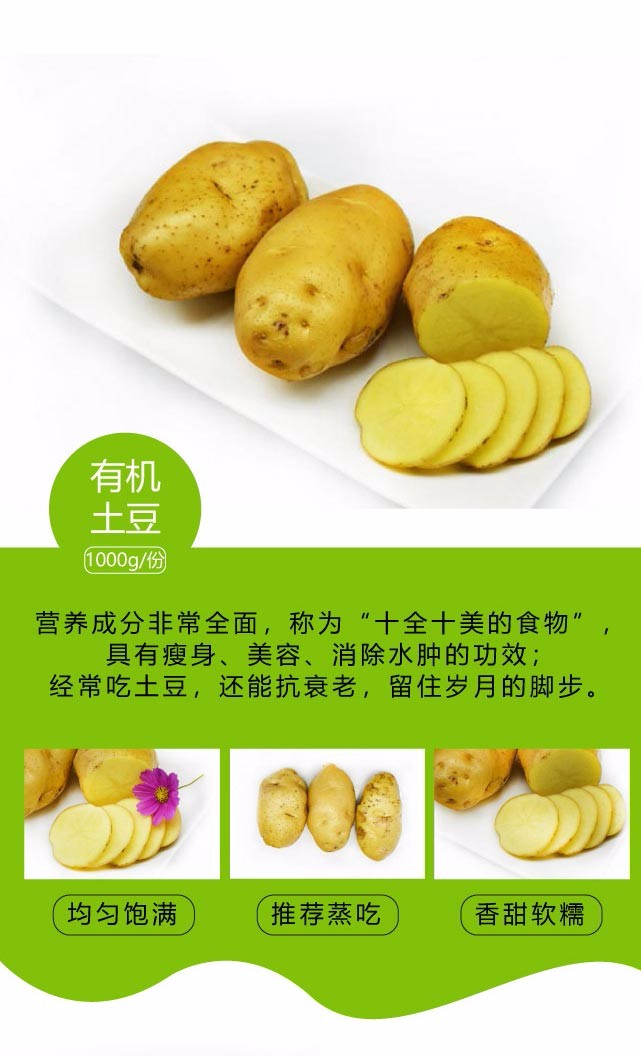 有机
土豆
1000g/份
营养成分非常全面，称为“十全十美的食物”，
具有瘦身、美容、消除水肿的功效；
经常吃土豆，还能抗衰老，留住岁月的脚步。
均匀饱满
推荐蒸吃
香甜软糯